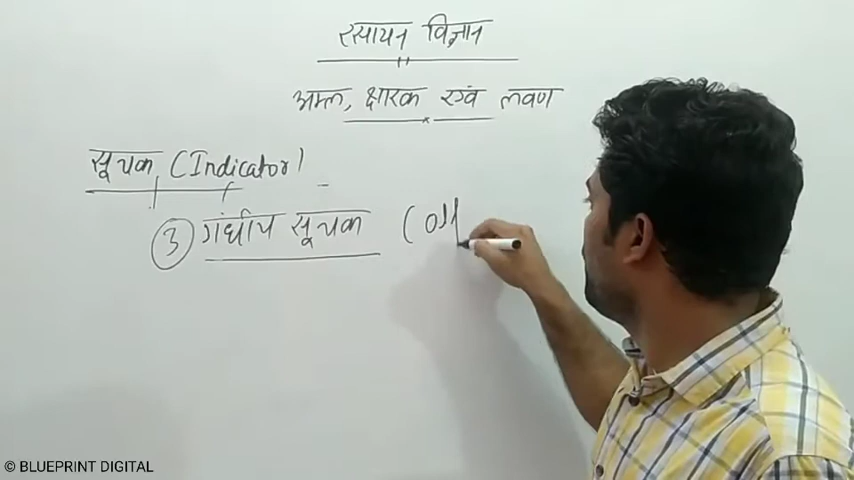 रसायन विज्ञान
अम्ल, क्षारक एवं लवण
सूचक (Indicator)
③ गंधीय सूचक (
© BLUEPRINT DIGITAL